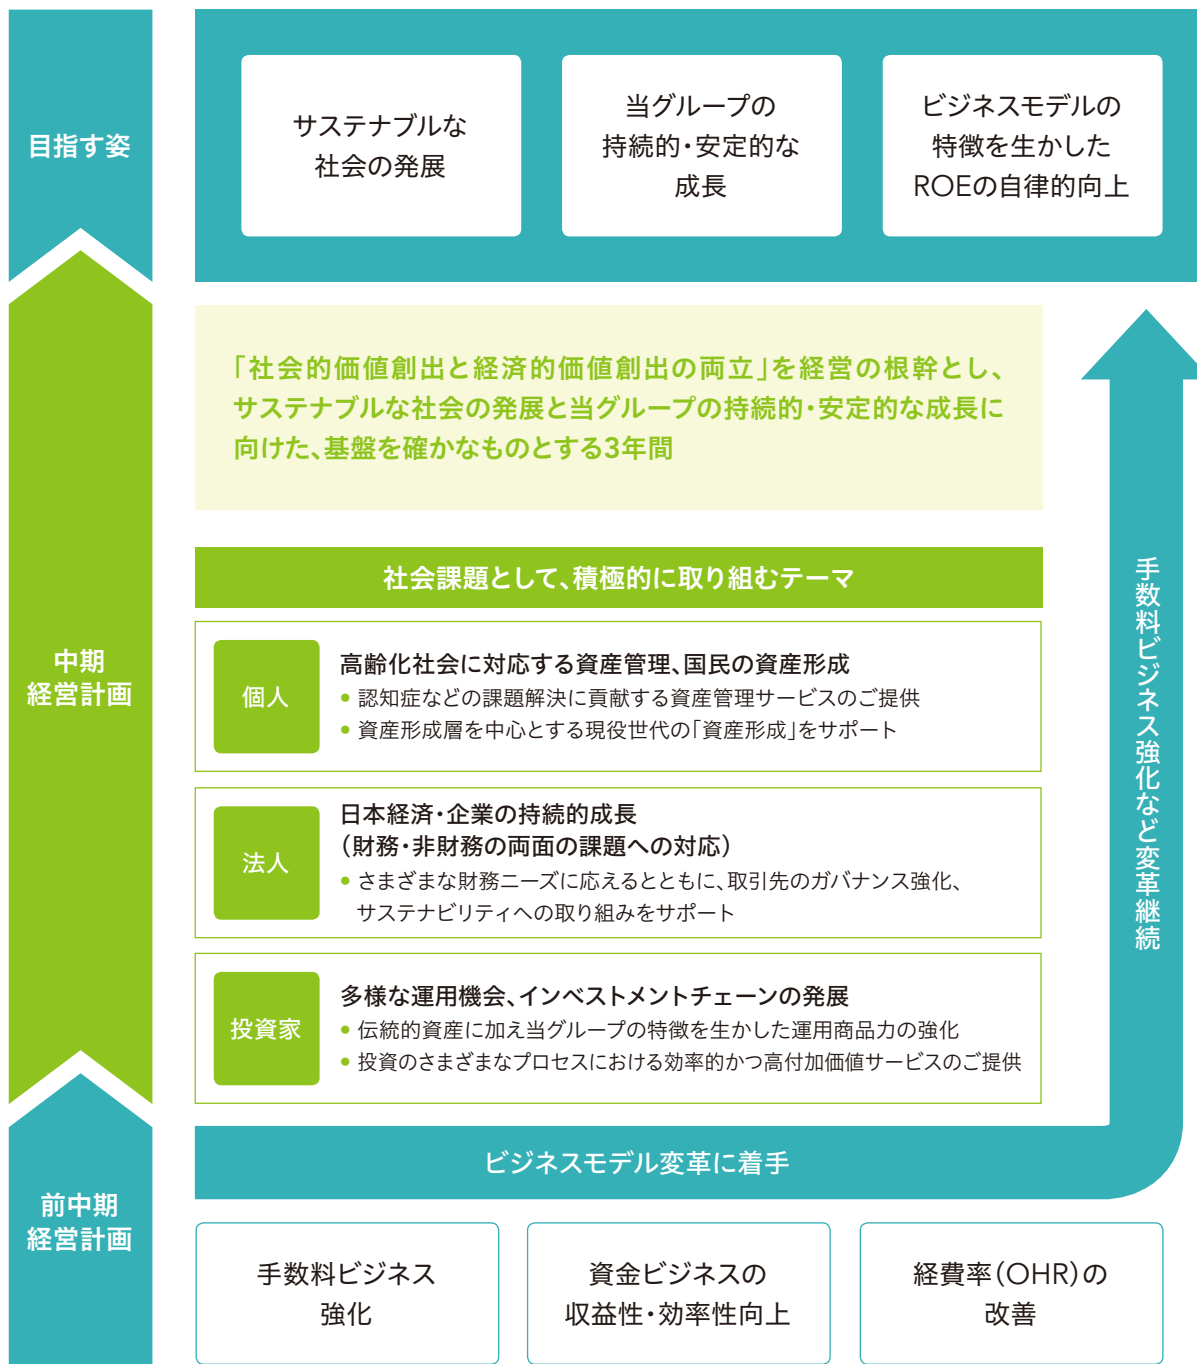 目指す姿
サステナブルな
社会の発展
当グループの
持続的・安定的な
成長
ビジネスモデルの
特徴を生かした
ROEの自律的向上
中期
経営計画
「社会的価値創出と経済的価値創出の両立」を経営の根幹とし、
サステナブルな社会の発展と当グループの持続的・安定的な成長に
向けた、基盤を確かなものとする3年間
社会課題として、積極的に取り組むテーマ
個人
高齢化社会に対応する資産管理、国民の資産形成
● 認知症などの課題解決に貢献する資産管理サービスのご提供
● 資産形成層を中心とする現役世代の「資産形成」をサポート
法人
日本経済・企業の持続的成長
（財務・非財務の両面の課題への対応）
● さまざまな財務ニーズに応えるとともに、取引先のガバナンス強化、
サステナビリティへの取り組みをサポート
投資家
多様な運用機会、インベストメントチェーンの発展
● 伝統的資産に加え当グループの特徴を生かした運用商品力の強化
● 投資のさまざまなプロセスにおける効率的かつ高付加価値サービスのご提供
手数料ビジネス強化など変革継続
ビジネスモデル変革に着手
前中期
経営計画
手数料ビジネス
強化
資金ビジネスの
収益性・効率性向上
経費率（OHR）の
改善